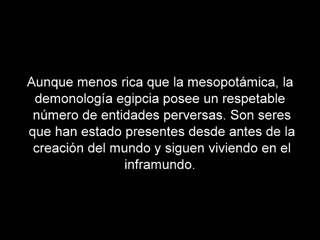 Aunque menos rica que la mesopotámica, la
demonología egipcia posee un respetable
número de entidades perversas. Son seres
que han estado presentes desde antes de la
creación del mundo y siguen viviendo en el
inframundo.